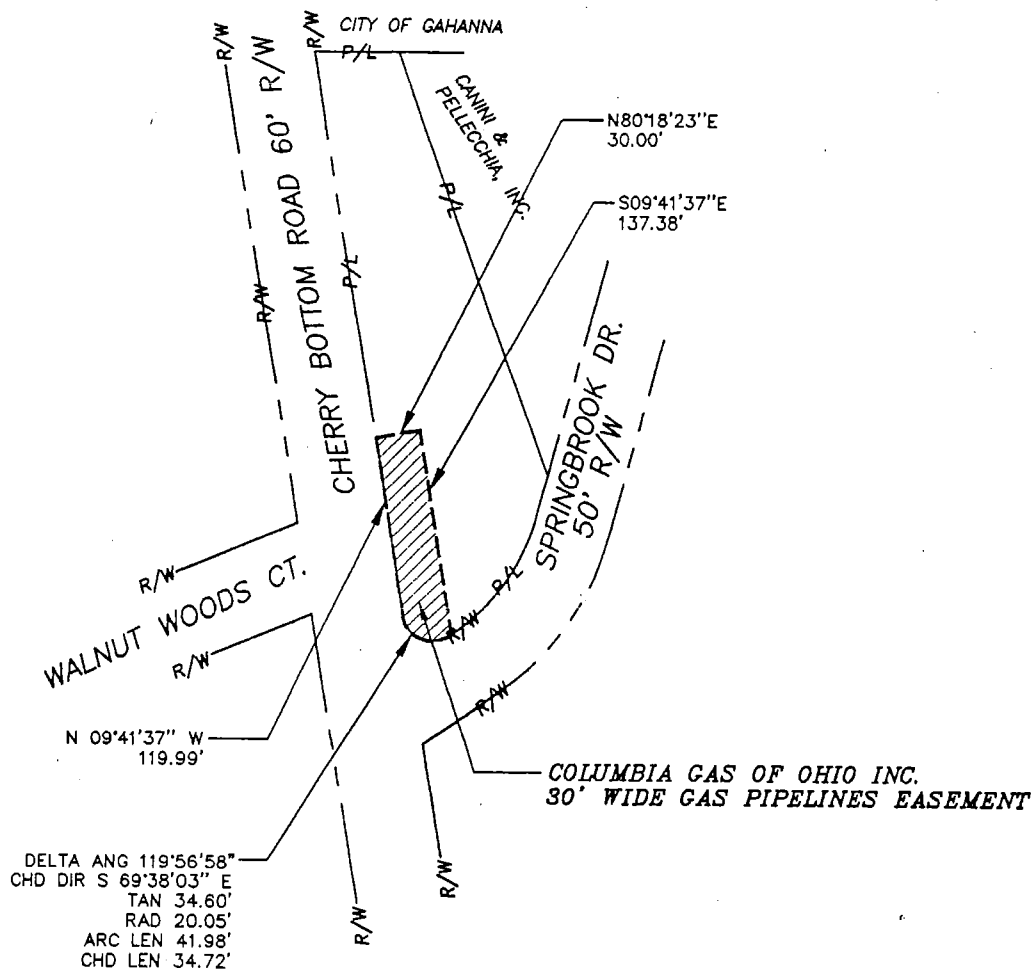 CITY OF GAHANNA
R/W
R/W
P/L
CHERRY BOTTOM ROAD 60' R/W
CANINI &
PELLECCHIA, INC.
N80°18'23"E
30.00'
P/L
S09°41'37"E
137.38'
R/W
P/L
SPRINGBROOK DR.
50' R/W
R/W
WALNUT WOODS CT.
R/W
P/L
R/W
R/W
N 09°41'37" W
119.99'
COLUMBIA GAS OF OHIO INC.
30' WIDE GAS PIPELINES EASEMENT
DELTA ANG 119°56'58"
CHD DIR S 69°38'03" E
TAN 34.60'
RAD 20.05'
ARC LEN 41.98'
CHD LEN 34.72'
R/W
R/W